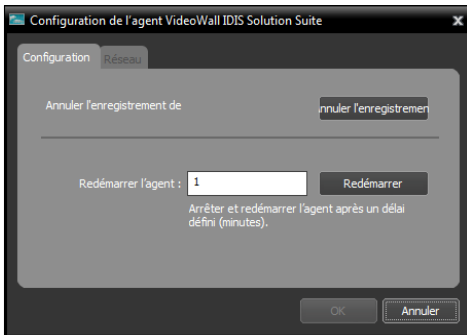 Configuration de l'agent VideoWall IDIS Solution Suite
Configuration
Réseau
Annuler l'enregistrement de
nnuler l'enregistremen
Redémarrer l'agent :
1
Redémarrer
Arrêter et redémarrer l'agent après un délai
défini (minutes).
OK
Annuler